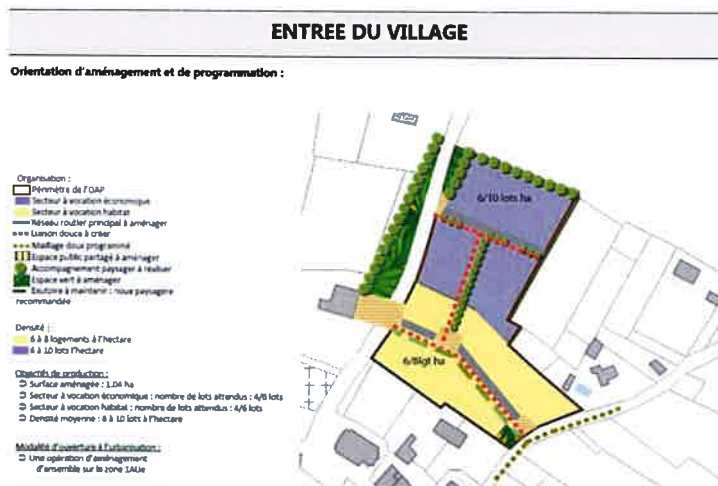 ENTREE DU VILLAGE
Orientation d'aménagement et de programmation :
Organisation :
Périmètre de l'OAP
Secteur à vocation économique
Secteur à vocation habitat
Réseau routier principal à aménager
Liaison douce à créer
Maillage doux programmé
Espace public partagé à aménager
Accompagnement paysager à réaliser
Espace vert à aménager
Exutoire à maintenir : noue paysagère
recommandée
Densité :
6 à 8 logements à l'hectare
6 à 10 lots l'hectare
Objectifs de production :
Surface aménagée : 1.04 ha
Secteur à vocation économique : nombre de lots attendus : 4/6 lots
Secteur à vocation habitat : nombre de lots attendus : 4/6 lots
Densité moyenne : 6 à 10 lots à l'hectare
Modalité d'ouverture à l'urbanisation :
Une opération d'aménagement
d'ensemble sur la zone 1AUe
6/10 lots ha
6/8lgt ha